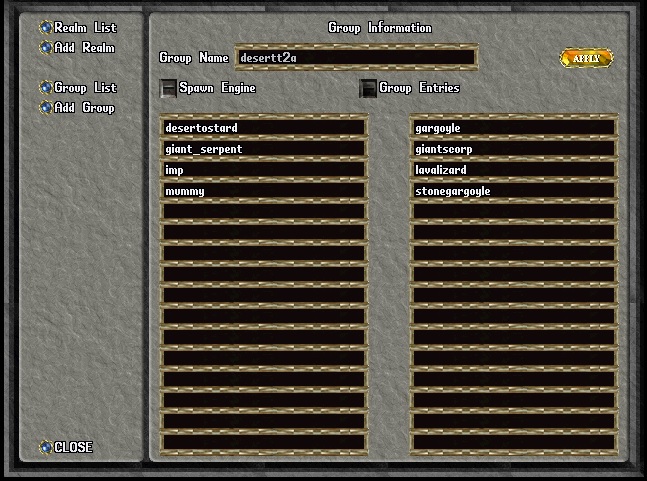 Realm List
Add Realm
Group List
Add Group
CLOSE
Group Information
Group Name desertt2a
APPLY
Spawn Engine Group Entries
desertostard gargoyle
giant_serpent giantscorp
imp lavalizard
mummy stonegargoyle